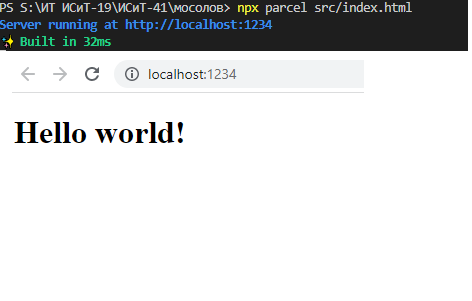 PS S:\ИТ ИСиТ-19\ИСиТ-41\мосолов> npx parcel src/index.html
Server running at http://localhost:1234
✨ Built in 32ms
localhost:1234
Hello world!